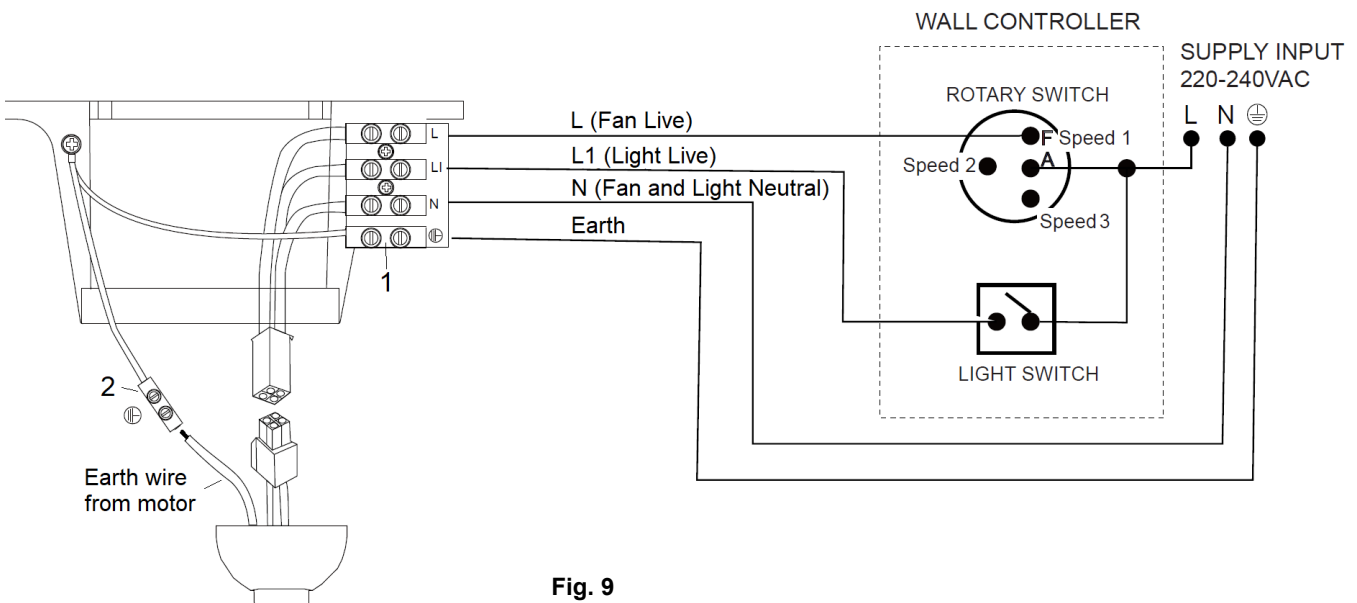 WALL CONTROLLER
SUPPLY INPUT
220-240VAC
L N
ROTARY SWITCH
F Speed 1
Speed 2
A
Speed 3
L (Fan Live)
L1 (Light Live)
N (Fan and Light Neutral)
Earth
L
LI
N
1
LIGHT SWITCH
2
Earth wire
from motor
Fig. 9